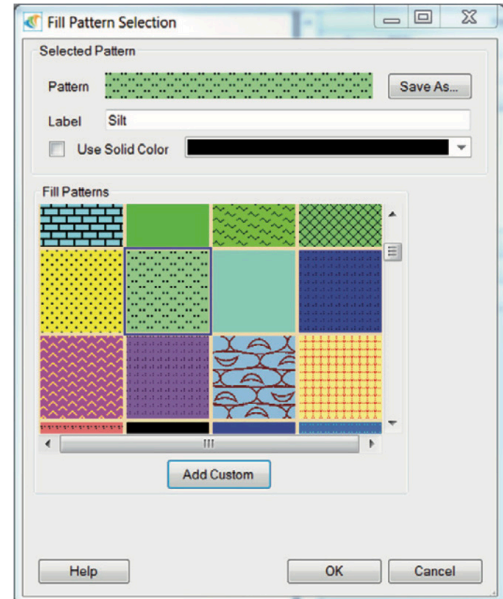 Fill Pattern Selection
Selected Pattern
Pattern
Save As...
Label
Silt
Use Solid Color
Fill Patterns
Add Custom
Help
OK
Cancel